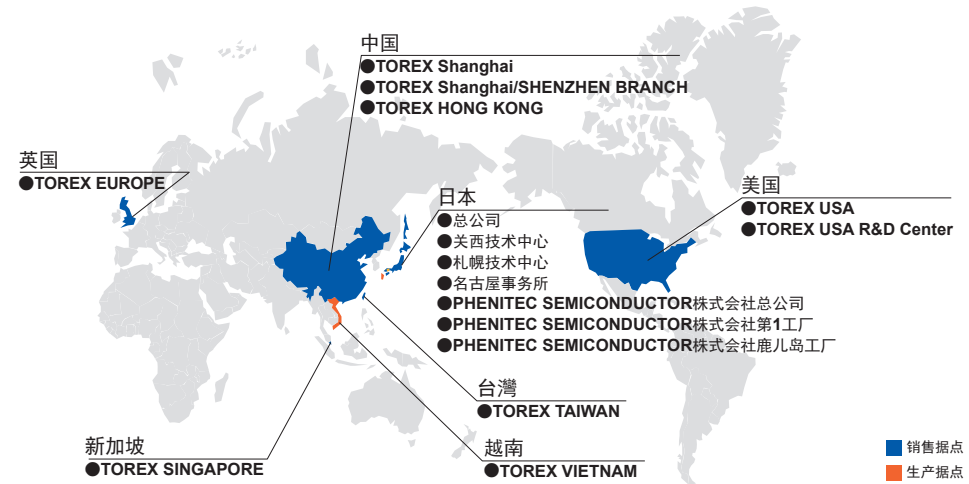 中国
●TOREX Shanghai
●TOREX Shanghai/SHENZHEN BRANCH
●TOREX HONG KONG
英国
●TOREX EUROPE
日本
●总公司
●关西技术中心
●札幌技术中心
●名古屋事务所
●PHENITEC SEMICONDUCTOR株式会社总公司
●PHENITEC SEMICONDUCTOR株式会社第1工厂
●PHENITEC SEMICONDUCTOR株式会社鹿儿岛工厂
美国
●TOREX USA
●TOREX USA R&D Center
台灣
●TOREX TAIWAN
新加坡
●TOREX SINGAPORE
越南
●TOREX VIETNAM
销售据点
生产据点